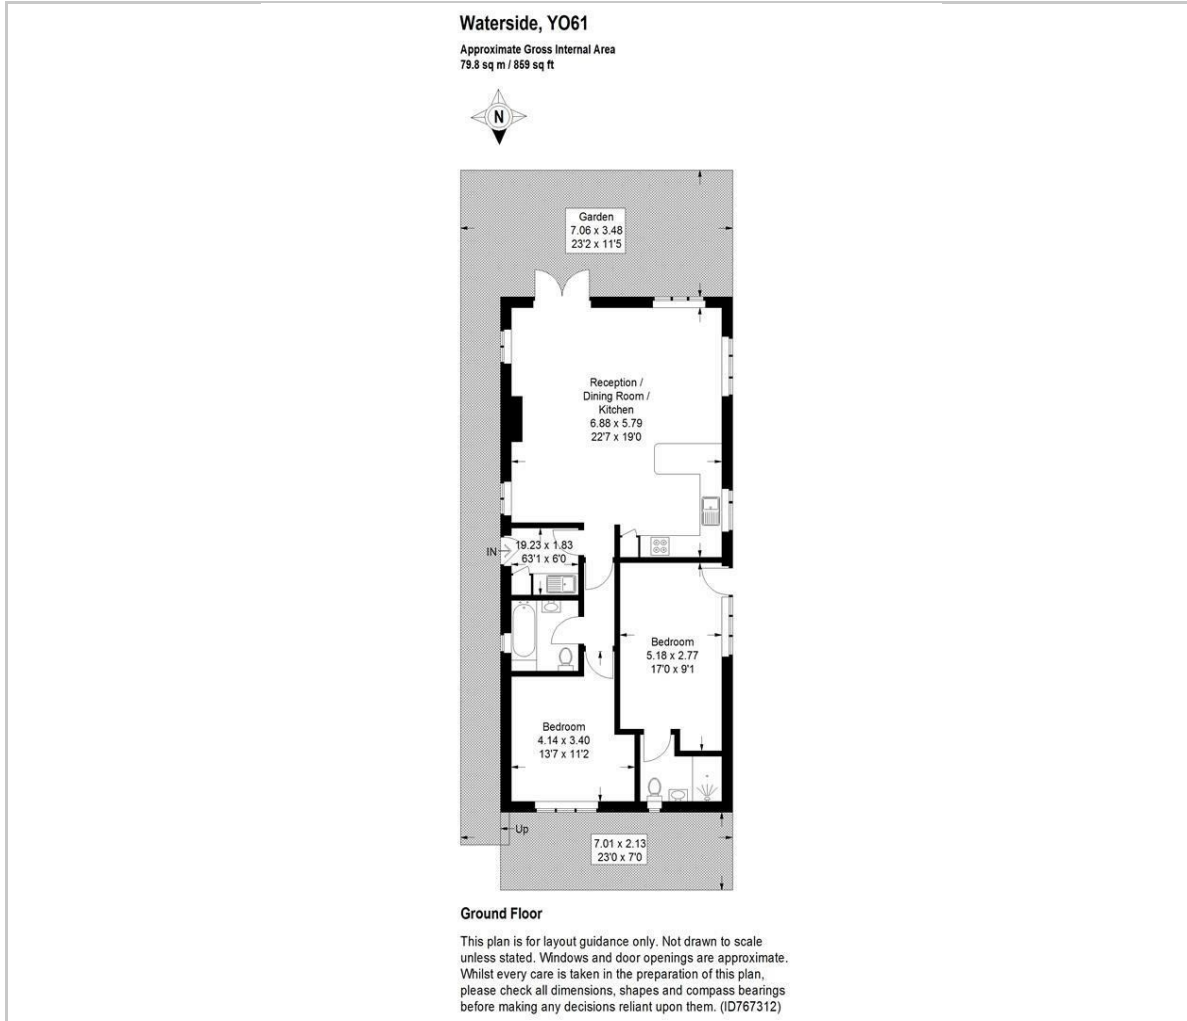 Waterside, YO61
Approximate Gross Internal Area
79.8 sq m / 859 sq ft
N
Garden
7.06 x 3.48
23'2 x 11'5
Reception /
Dining Room /
Kitchen
6.88 x 5.79
22'7 x 19'0
IN
19.23 x 1.83
63'1 x 6'0
Bedroom
5.18 x 2.77
17'0 x 9'1
Bedroom
4.14 x 3.40
13'7 x 11'2
Up
7.01 x 2.13
23'0 x 7'0
Ground Floor
This plan is for layout guidance only. Not drawn to scale
unless stated. Windows and door openings are approximate.
Whilst every care is taken in the preparation of this plan,
please check all dimensions, shapes and compass bearings
before making any decisions reliant upon them. (ID767312)